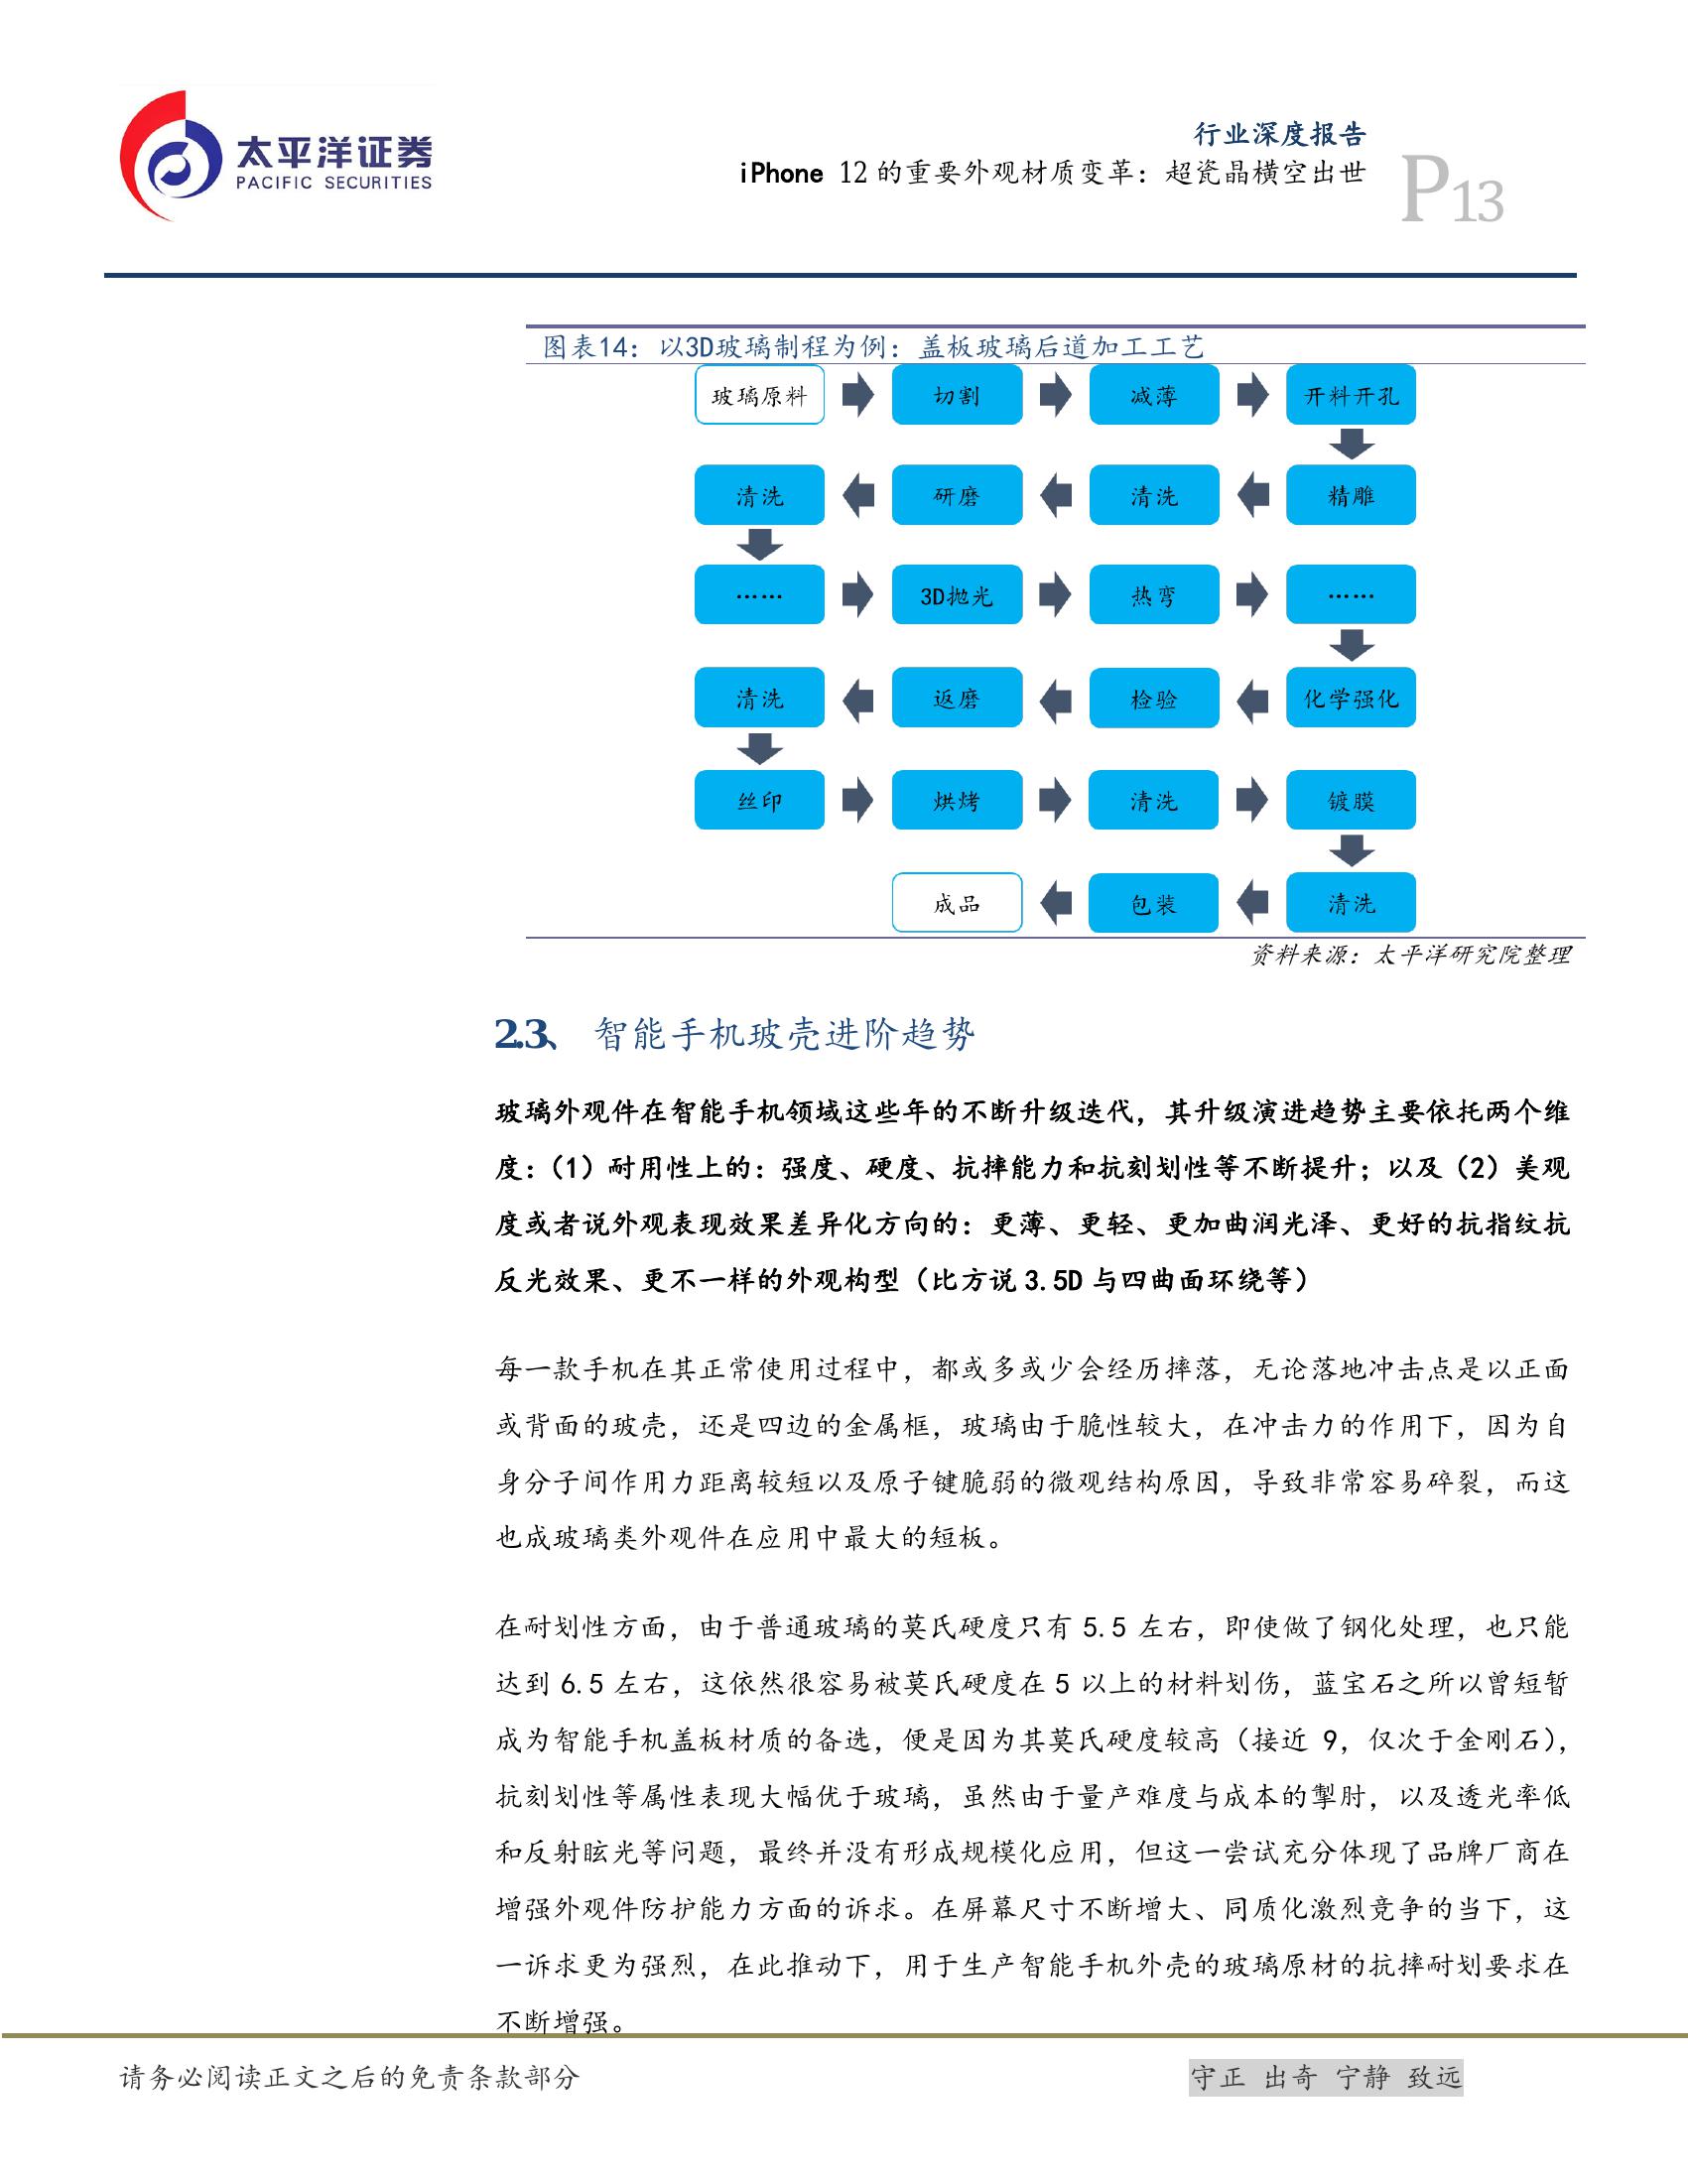 太平洋证券
PACIFIC SECURITIES
行业深度报告
iPhone 12 的重要外观材质变革：超瓷晶横空出世
P13
图表14：以3D玻璃制程为例：盖板玻璃后道加工工艺
玻璃原料 切割 减薄 开料开孔
清洗 研磨 清洗 精雕
…… 3D抛光 热弯 ……
清洗 返磨 检验 化学强化
丝印 烘烤 清洗 镀膜
成品 包装 清洗
资料来源：太平洋研究院整理
2.3、 智能手机玻壳进阶趋势
玻璃外观件在智能手机领域这些年的不断升级迭代，其升级演进趋势主要依托两个维
度：（1）耐用性上的：强度、硬度、抗摔能力和抗刻划性等不断提升；以及（2）美观
度或者说外观表现效果差异化方向的：更薄、更轻、更加曲润光泽、更好的抗指纹抗
反光效果、更不一样的外观构型（比方说 3.5D 与四曲面环绕等）
每一款手机在其正常使用过程中，都或多或少会经历摔落，无论落地冲击点是以正面
或背面的玻壳，还是四边的金属框，玻璃由于脆性较大，在冲击力的作用下，因为自
身分子间作用力距离较短以及原子键脆弱的微观结构原因，导致非常容易碎裂，而这
也成玻璃类外观件在应用中最大的短板。
在耐划性方面，由于普通玻璃的莫氏硬度只有 5.5 左右，即使做了钢化处理，也只能
达到 6.5 左右，这依然很容易被莫氏硬度在 5 以上的材料划伤，蓝宝石之所以曾短暂
成为智能手机盖板材质的备选，便是因为其莫氏硬度较高（接近 9，仅次于金刚石），
抗刻划性等属性表现大幅优于玻璃，虽然由于量产难度与成本的掣肘，以及透光率低
和反射眩光等问题，最终并没有形成规模化应用，但这一尝试充分体现了品牌厂商在
增强外观件防护能力方面的诉求。在屏幕尺寸不断增大、同质化激烈竞争的当下，这
一诉求更为强烈，在此推动下，用于生产智能手机外壳的玻璃原材的抗摔耐划要求在
不断增强。
请务必阅读正文之后的免责条款部分
守正 出奇 宁静 致远